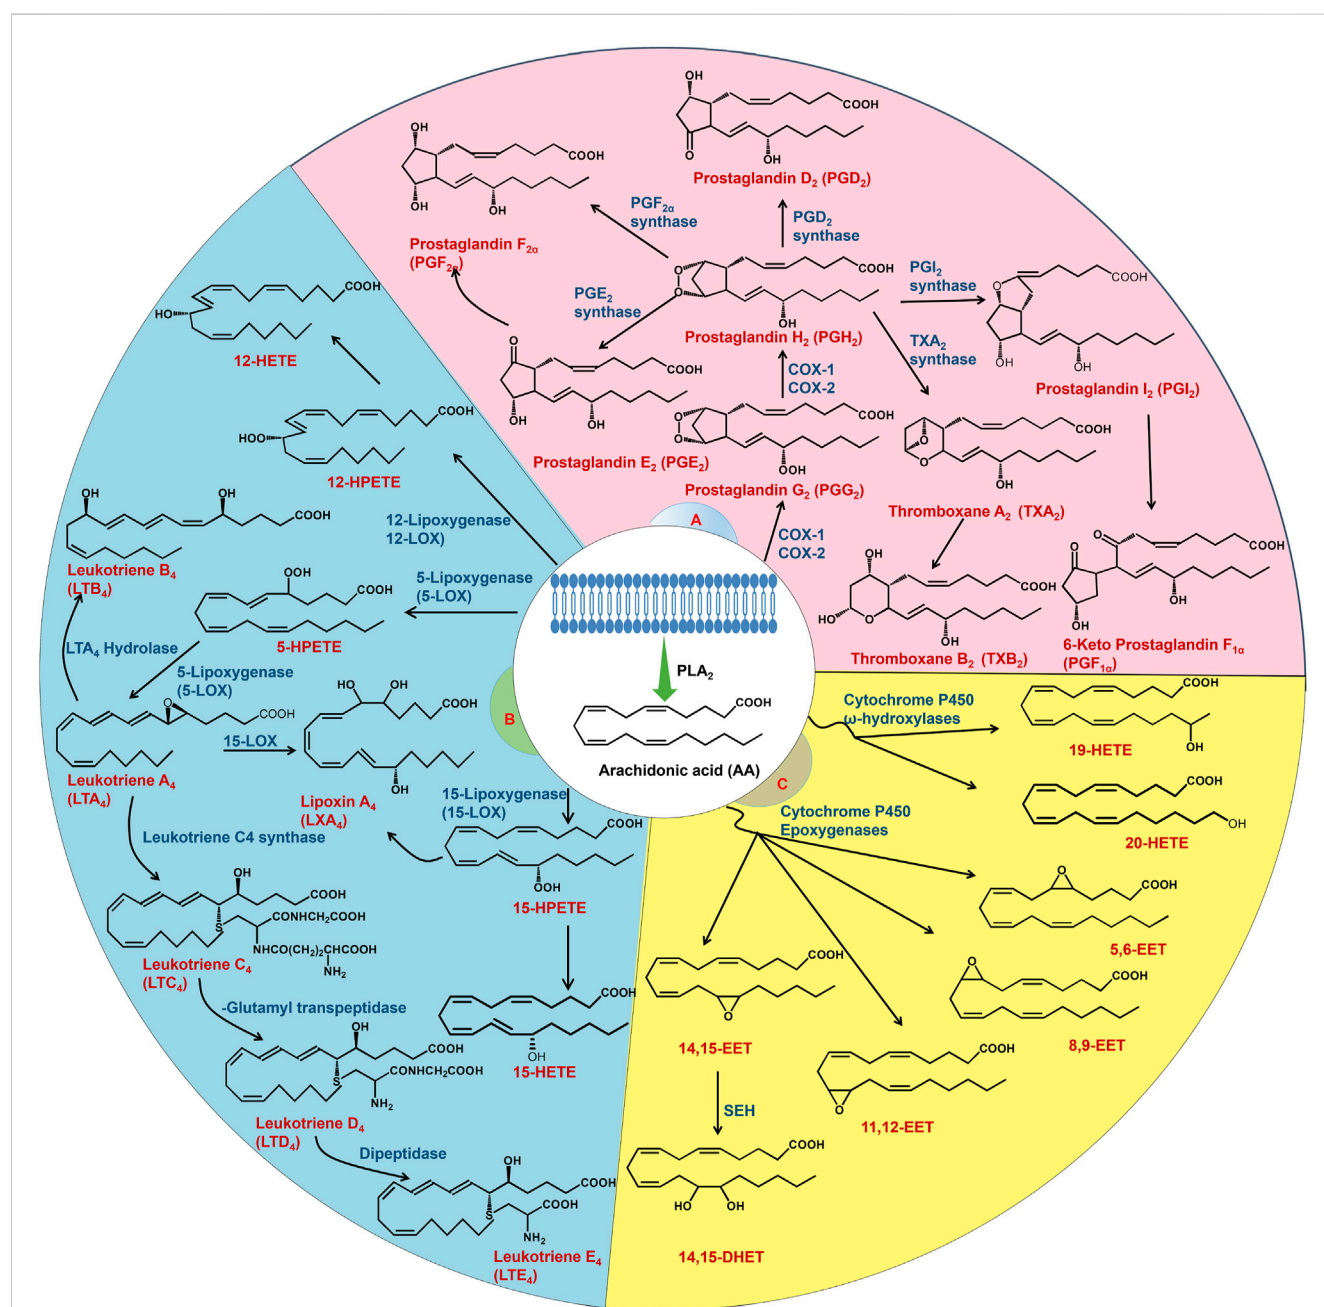 OH
COOH
O
OH
Prostaglandin D₂ (PGD₂)
OH
COOH
OH
OH
Prostaglandin F₂α
(PGF₂α)
PGF₂α
synthase
PGD₂
synthase
O
O
COOH
OH
Prostaglandin H₂ (PGH₂)
PGI₂
synthase
O
COOH
OH
OH
Prostaglandin I₂ (PGI₂)
PGE₂
synthase
TXA₂
synthase
O
COOH
OH
OH
Prostaglandin E₂ (PGE₂)
COX-1
COX-2
O
O
COOH
OOH
Prostaglandin G₂ (PGG₂)
O
O
COOH
OH
Thromboxane A₂ (TXA₂)
COX-1
COX-2
OH
COOH
HO
O
OH
Thromboxane B₂ (TXB₂)
O
O
COOH
OH
OH
6-Keto Prostaglandin F₁α
(PGF₁α)
A
COOH
HO
12-HETE
COOH
HOO
12-HPETE
12-Lipoxygenase
12-LOX)
OH
OH
COOH
Leukotriene B₄
(LTB₄)
5-Lipoxygenase
(5-LOX)
OOH
COOH
5-HPETE
LTA₄ Hydrolase
5-Lipoxygenase
(5-LOX)
O
COOH
Leukotriene A₄
(LTA₄)
15-LOX
HO
OH
COOH
OH
Lipoxin A₄
(LXA₄)
B
PLA₂
COOH
Arachidonic acid (AA)
15-Lipoxygenase
(15-LOX)
COOH
OOH
15-HPETE
COOH
OH
15-HETE
Leukotriene C4 synthase
OH
COOH
S
CONHCH₂COOH
NHCO(CH₂)₂CHCOOH
NH₂
Leukotriene C₄
(LTC₄)
-Glutamyl transpeptidase
OH
COOH
S
CONHCH₂COOH
NH₂
Leukotriene D₄
(LTD₄)
Dipeptidase
OH
COOH
S
COOH
NH₂
Leukotriene E₄
(LTE₄)
C
Cytochrome P450
ω-hydroxylases
COOH
OH
19-HETE
COOH
OH
20-HETE
Cytochrome P450
Epoxygenases
O
COOH
5,6-EET
O
COOH
8,9-EET
COOH
O
11,12-EET
COOH
O
14,15-EET
SEH
COOH
HO
OH
14,15-DHET